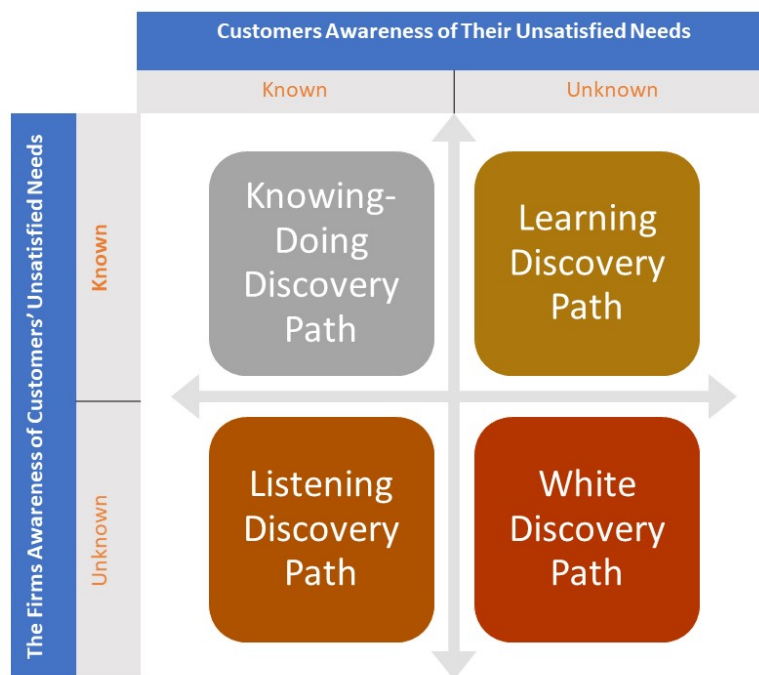 Customers Awareness of Their Unsatisfied Needs
Known
Unknown
The Firms Awareness of Customers’ Unsatisfied Needs
Known
Unknown
Knowing-
Doing
Discovery
Path
Learning
Discovery
Path
Listening
Discovery
Path
White
Discovery
Path